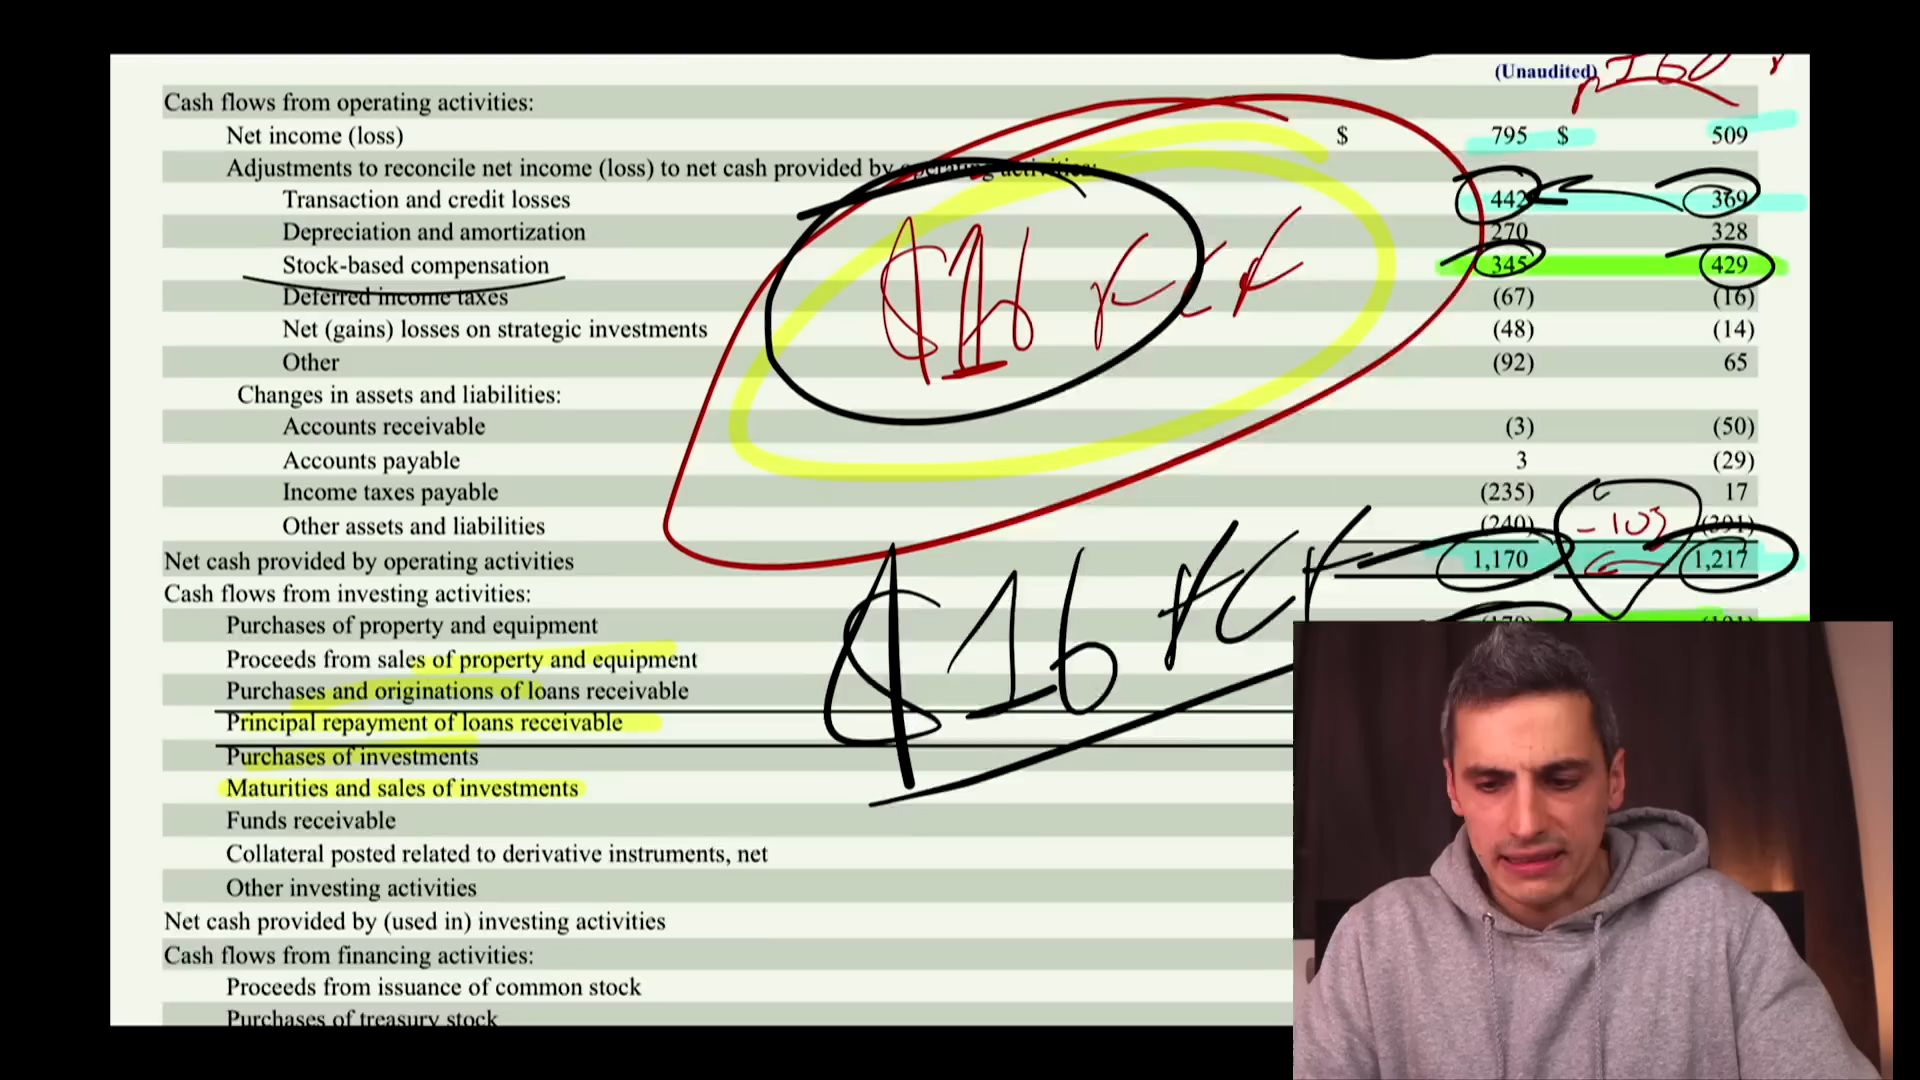 (Unaudited)
Cash flows from operating activities:
Net income (loss) $ 795 $ 509
Adjustments to reconcile net income (loss) to net cash provided by operating activities:
Transaction and credit losses 442 369
Depreciation and amortization 270 328
Stock-based compensation 345 429
Deferred income taxes (67) (16)
Net (gains) losses on strategic investments (48) (14)
Other (92) 65
$16 FCF
Changes in assets and liabilities:
Accounts receivable (3) (50)
Accounts payable 3 (29)
Income taxes payable (235) 17
Other assets and liabilities (240) - 103
Net cash provided by operating activities 1,170 1,217
Cash flows from investing activities:
Purchases of property and equipment
Proceeds from sales of property and equipment
$16 FCF
Purchases and originations of loans receivable
Principal repayment of loans receivable
Purchases of investments
Maturities and sales of investments
Funds receivable
Collateral posted related to derivative instruments, net
Other investing activities
Net cash provided by (used in) investing activities
Cash flows from financing activities:
Proceeds from issuance of common stock
Purchases of treasury stock